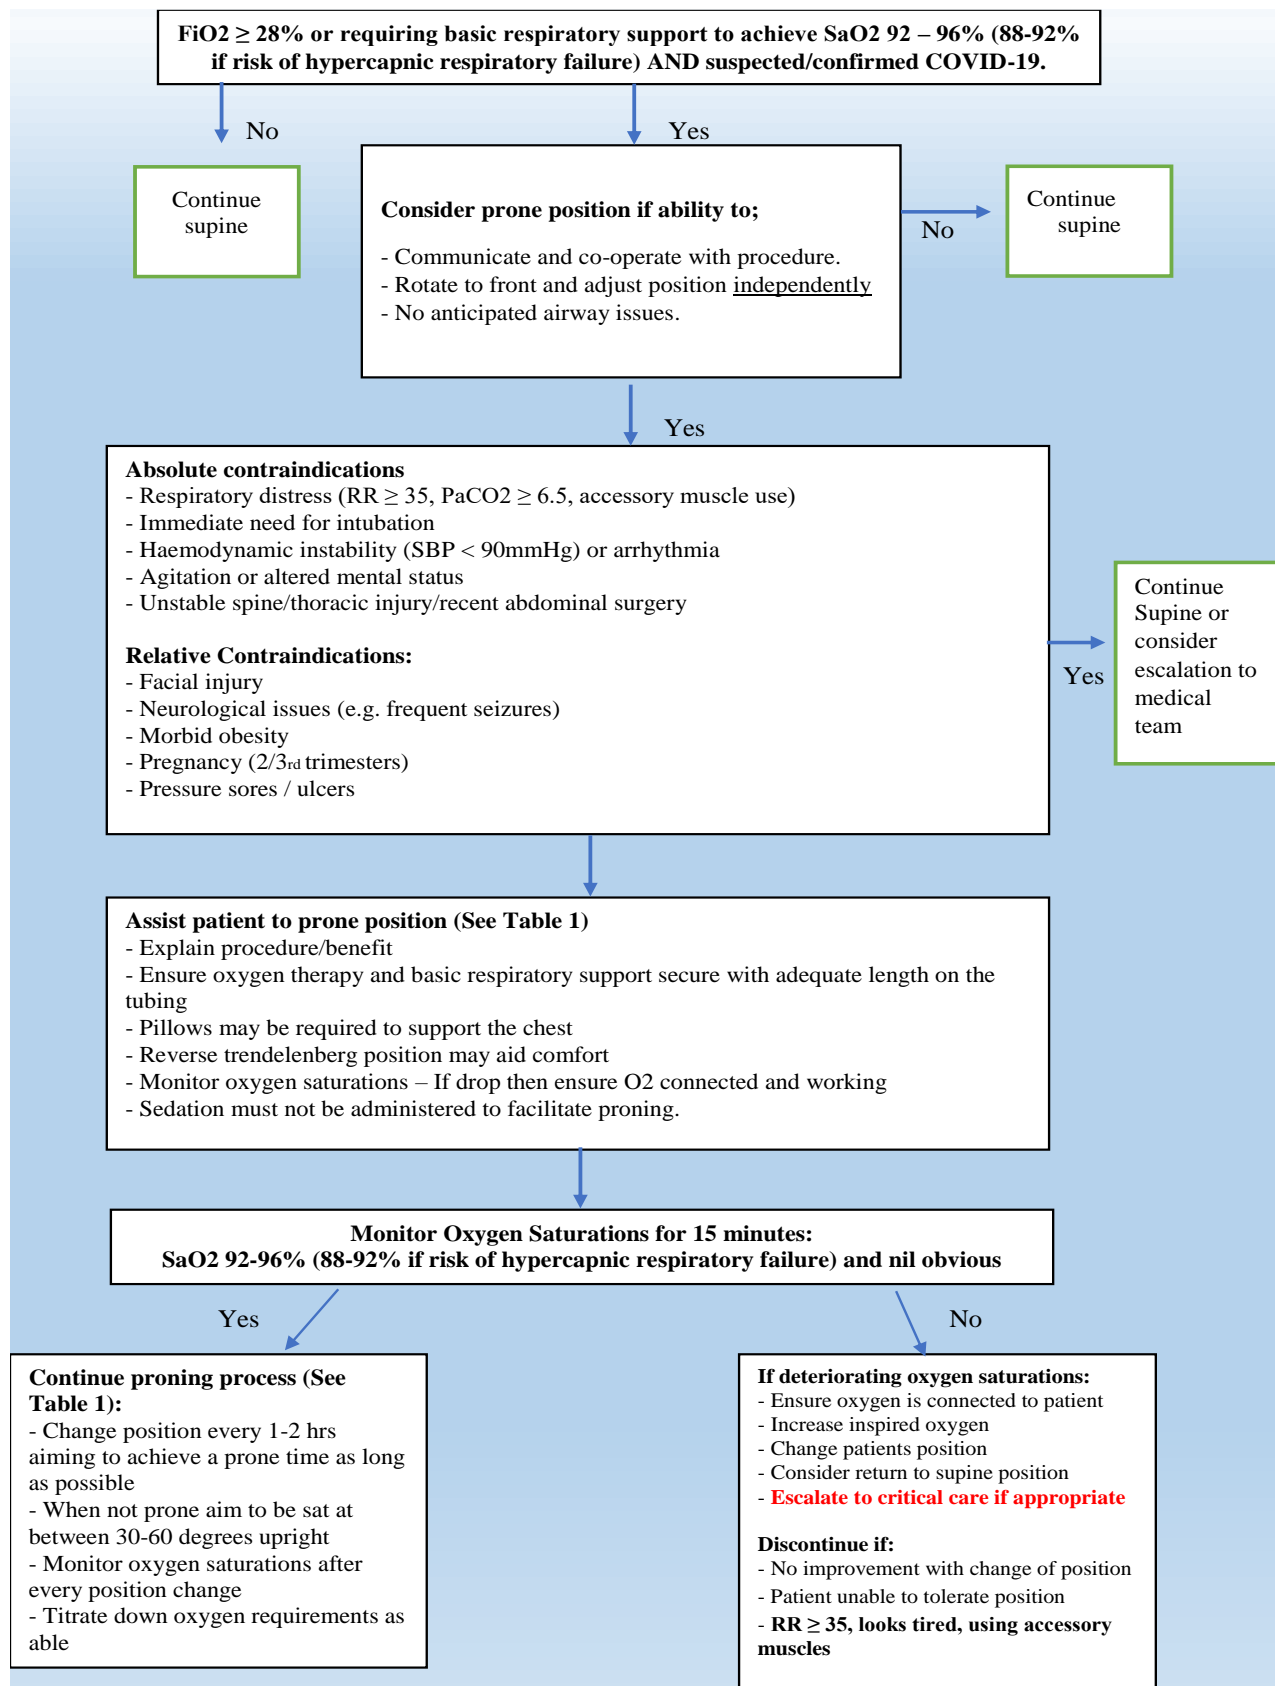 FiO2 ≥ 28% or requiring basic respiratory support to achieve SaO2 92 – 96% (88-92%
if risk of hypercapnic respiratory failure) AND suspected/confirmed COVID-19.
No
Yes
Continue
supine
Consider prone position if ability to;
- Communicate and co-operate with procedure.
- Rotate to front and adjust position independently
- No anticipated airway issues.
No
Continue
supine
Yes
Absolute contraindications
- Respiratory distress (RR ≥ 35, PaCO2 ≥ 6.5, accessory muscle use)
- Immediate need for intubation
- Haemodynamic instability (SBP < 90mmHg) or arrhythmia
- Agitation or altered mental status
- Unstable spine/thoracic injury/recent abdominal surgery
Relative Contraindications:
- Facial injury
- Neurological issues (e.g. frequent seizures)
- Morbid obesity
- Pregnancy (2/3rd trimesters)
- Pressure sores / ulcers
Yes
Continue
Supine or
consider
escalation to
medical
team
Assist patient to prone position (See Table 1)
- Explain procedure/benefit
- Ensure oxygen therapy and basic respiratory support secure with adequate length on the
tubing
- Pillows may be required to support the chest
- Reverse trendelenberg position may aid comfort
- Monitor oxygen saturations – If drop then ensure O2 connected and working
- Sedation must not be administered to facilitate proning.
Monitor Oxygen Saturations for 15 minutes:
SaO2 92-96% (88-92% if risk of hypercapnic respiratory failure) and nil obvious
Yes
No
Continue proning process (See
Table 1):
- Change position every 1-2 hrs
aiming to achieve a prone time as long
as possible
- When not prone aim to be sat at
between 30-60 degrees upright
- Monitor oxygen saturations after
every position change
- Titrate down oxygen requirements as
able
If deteriorating oxygen saturations:
- Ensure oxygen is connected to patient
- Increase inspired oxygen
- Change patients position
- Consider return to supine position
- Escalate to critical care if appropriate
Discontinue if:
- No improvement with change of position
- Patient unable to tolerate position
- RR ≥ 35, looks tired, using accessory
muscles